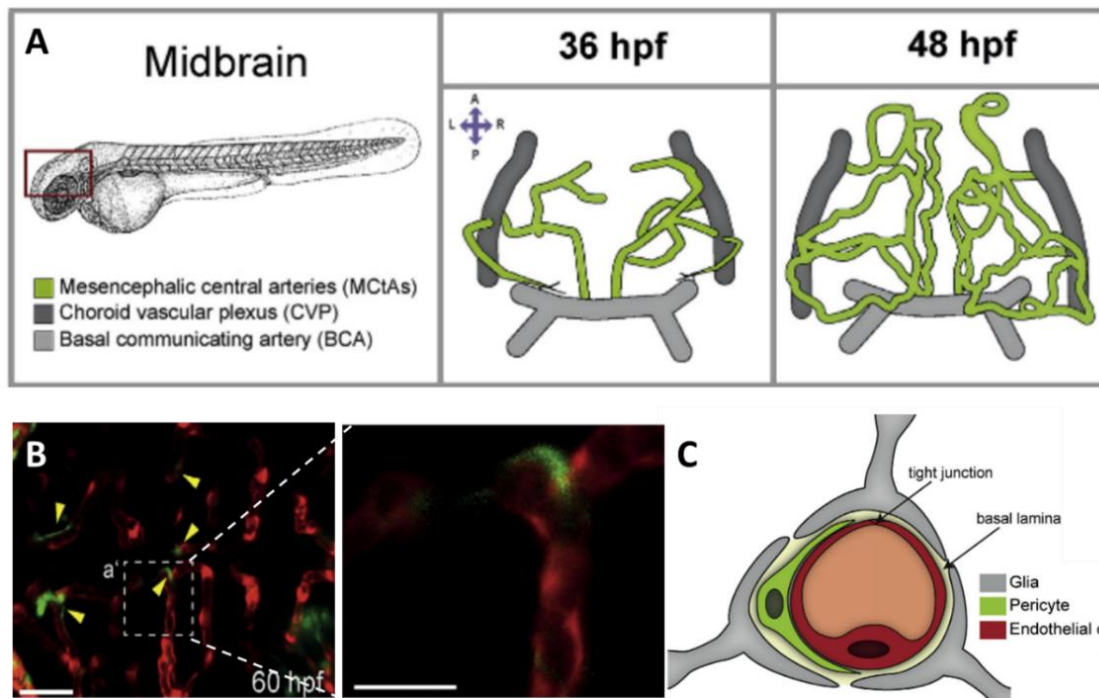 A
Midbrain
Mesencephalic central arteries (MCtAs)
Choroid vascular plexus (CVP)
Basal communicating artery (BCA)
36 hpf
48 hpf
A
L R
P
B
a
60 hpf
C
tight junction
basal lamina
Glia
Pericyte
Endothelial c